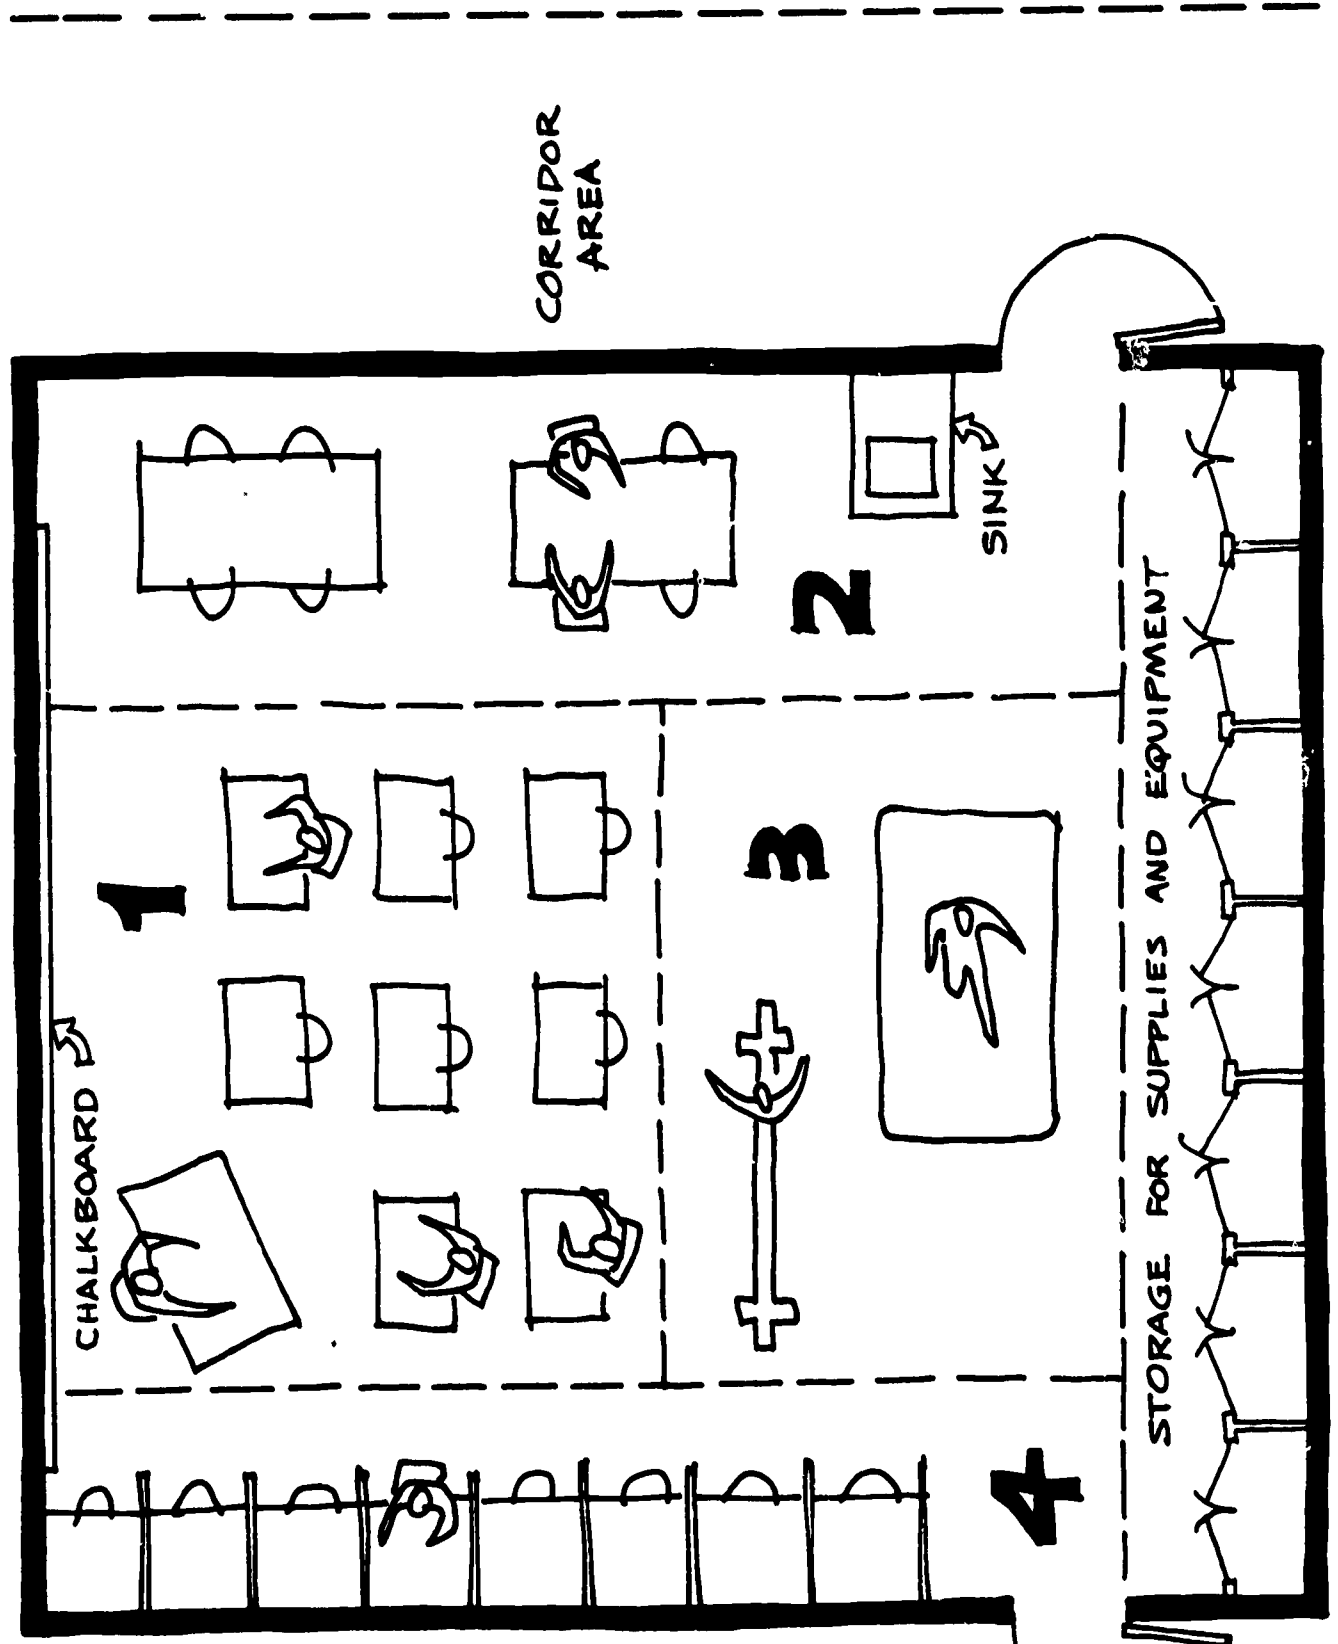 CORRIDOR
AREA
CHALKBOARD
1
2
SINK
3
4
STORAGE FOR SUPPLIES AND EQUIPMENT